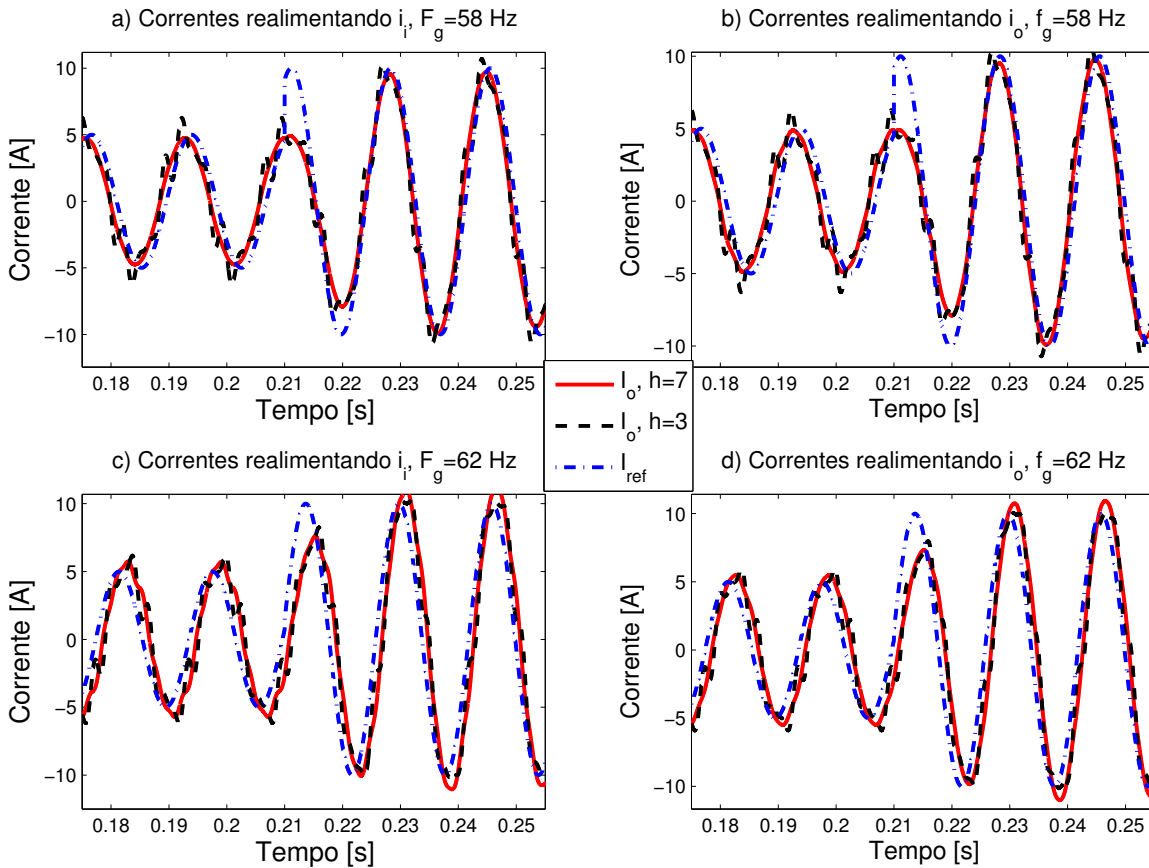 a) Correntes realimentando i_i, F_g=58 Hz
b) Correntes realimentando i_o, f_g=58 Hz
Corrente [A]
10
5
0
−5
−10
0.18 0.19 0.2 0.21 0.22 0.23 0.24 0.25
Tempo [s]
Corrente [A]
10
5
0
−5
−10
0.18 0.19 0.2 0.21 0.22 0.23 0.24 0.25
Tempo [s]
I_o, h=7
I_o, h=3
I_ref
c) Correntes realimentando i_i, F_g=62 Hz
d) Correntes realimentando i_o, f_g=62 Hz
Corrente [A]
10
5
0
−5
−10
0.18 0.19 0.2 0.21 0.22 0.23 0.24 0.25
Tempo [s]
Corrente [A]
10
5
0
−5
−10
0.18 0.19 0.2 0.21 0.22 0.23 0.24 0.25
Tempo [s]